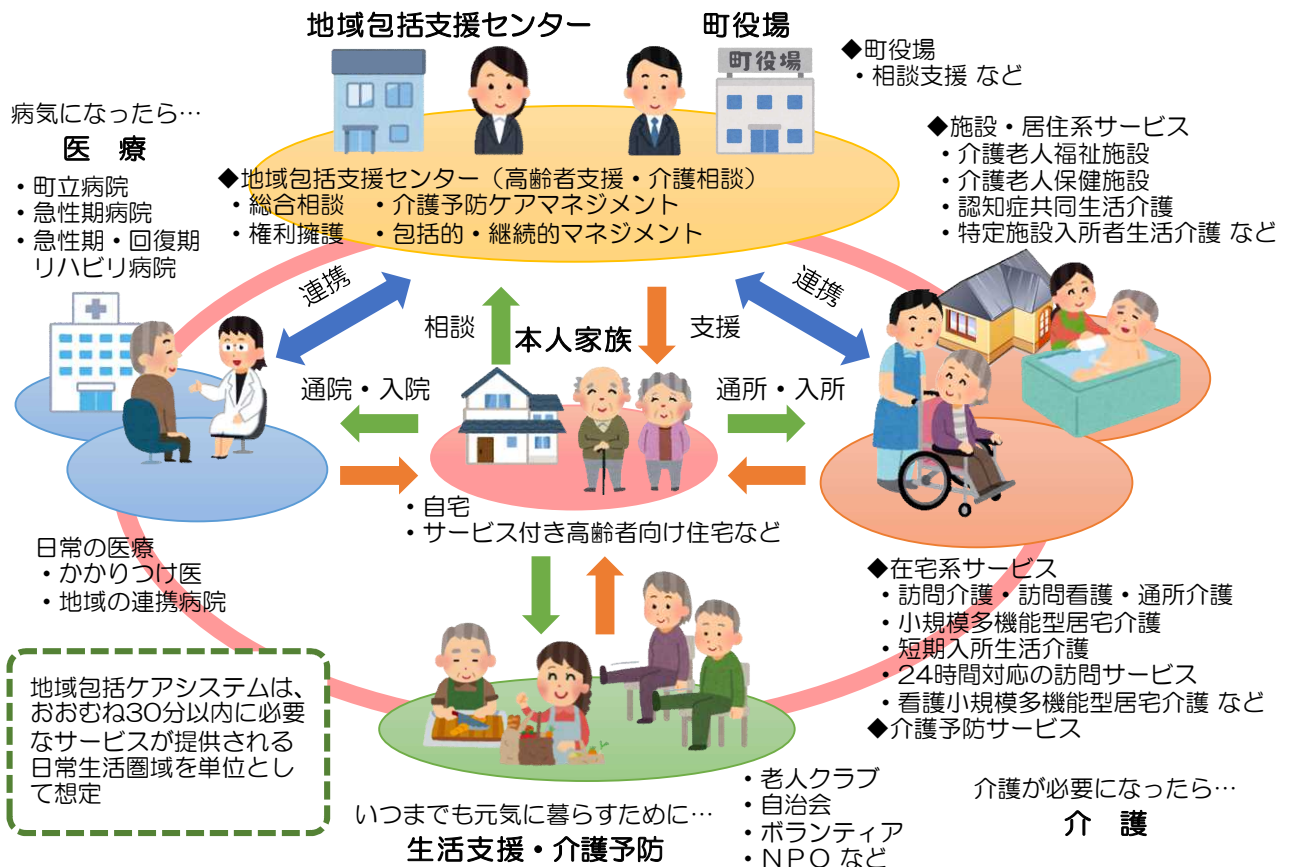 地域包括支援センター
町役場
町役場
◆町役場
・相談支援 など
病気になったら…
医 療
・町立病院
・急性期病院
・急性期・回復期
リハビリ病院
◆地域包括支援センター（高齢者支援・介護相談）
・総合相談 ・介護予防ケアマネジメント
・権利擁護 ・包括的・継続的マネジメント
◆施設・居住系サービス
・介護老人福祉施設
・介護老人保健施設
・認知症共同生活介護
・特定施設入所者生活介護 など
連携
連携
相談
支援
本人家族
通院・入院
通所・入所
・自宅
・サービス付き高齢者向け住宅など
日常の医療
・かかりつけ医
・地域の連携病院
◆在宅系サービス
・訪問介護・訪問看護・通所介護
・小規模多機能型居宅介護
・短期入所生活介護
・24時間対応の訪問サービス
・看護小規模多機能型居宅介護 など
◆介護予防サービス
地域包括ケアシステムは、
おおむね30分以内に必要
なサービスが提供される
日常生活圏域を単位とし
て想定
いつまでも元気に暮らすために…
生活支援・介護予防
・老人クラブ
・自治会
・ボランティア
・ＮＰＯ など
介護が必要になったら…
介 護